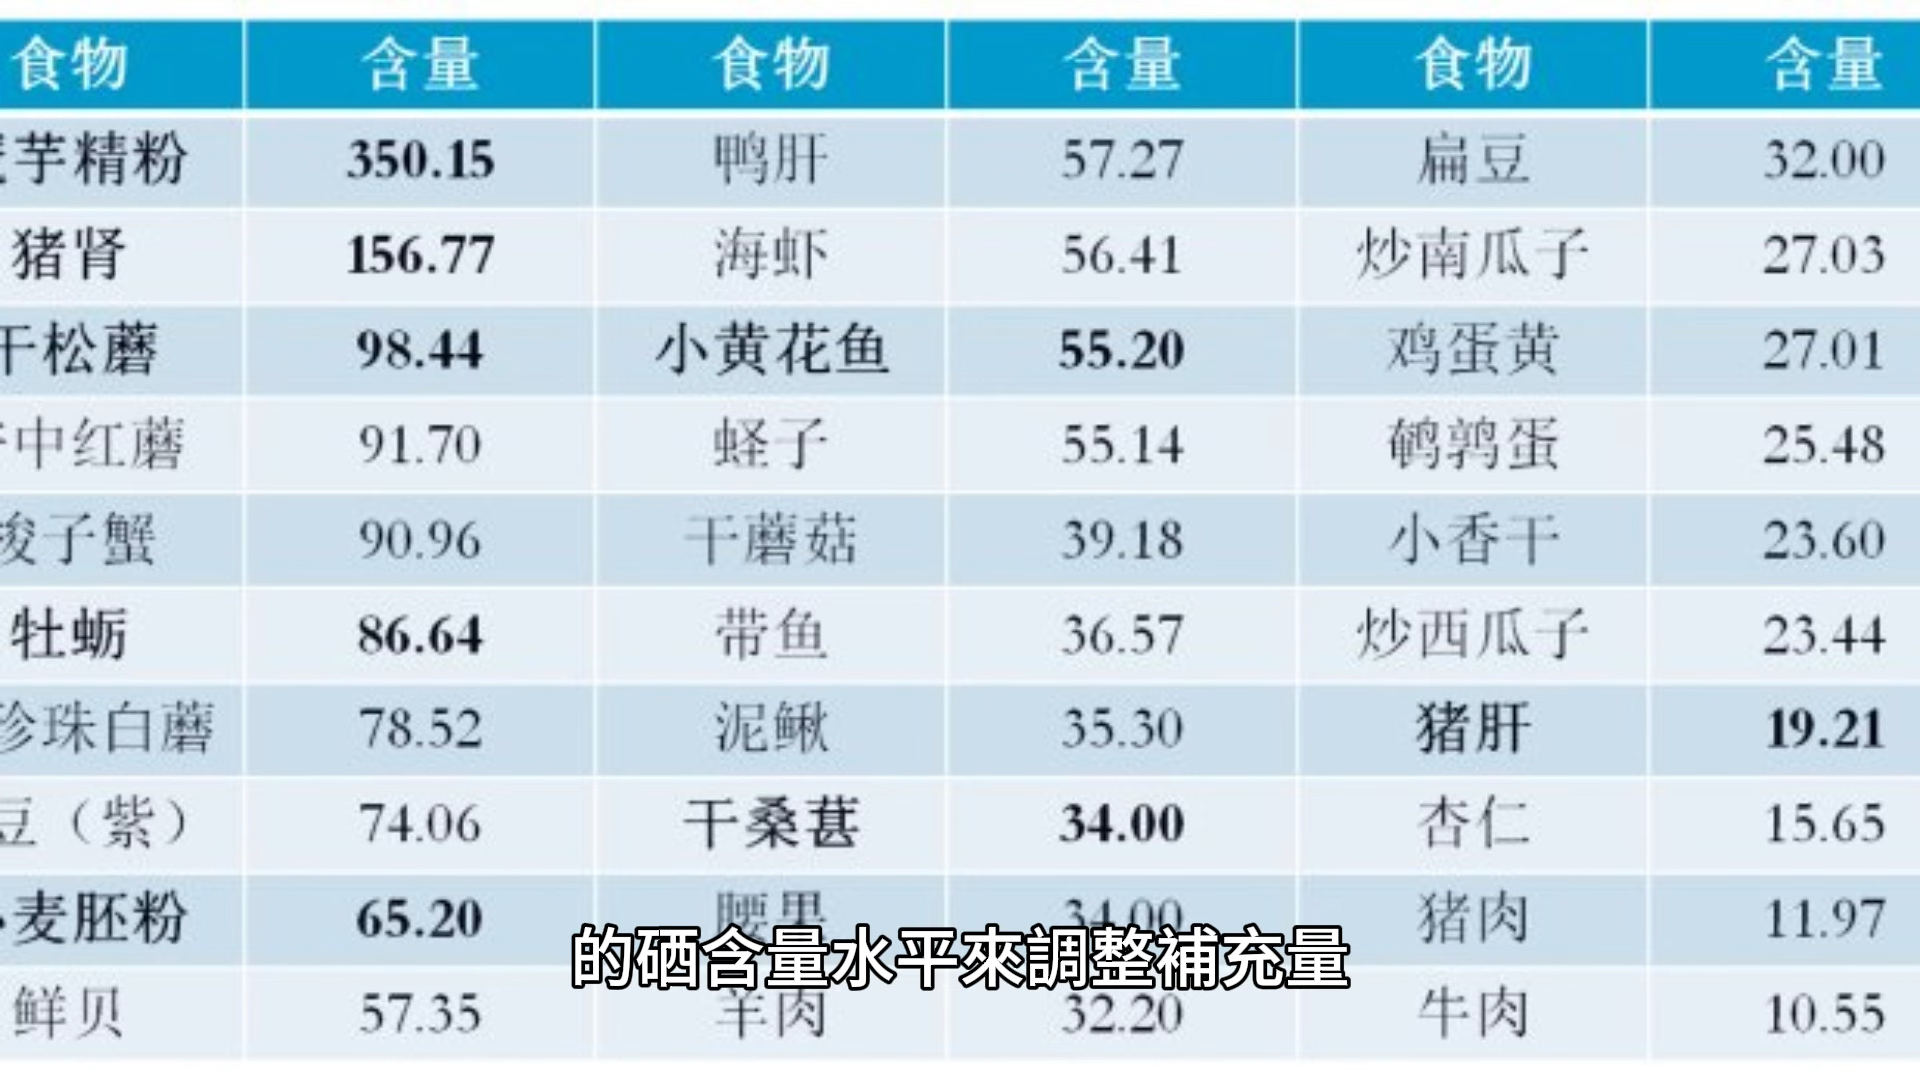 食物 含量 食物 含量 食物 含量
芋精粉 350.15 鸭肝 57.27 扁豆 32.00
猪肾 156.77 海虾 56.41 炒南瓜子 27.03
干松蘑 98.44 小黄花鱼 55.20 鸡蛋黄 27.01
中红蘑 91.70 蛏子 55.14 鹌鹑蛋 25.48
梭子蟹 90.96 干蘑菇 39.18 小香干 23.60
牡蛎 86.64 带鱼 36.57 炒西瓜子 23.44
珍珠白蘑 78.52 泥鳅 35.30 猪肝 19.21
豆（紫） 74.06 干桑葚 34.00 杏仁 15.65
麦胚粉 65.20 腰果 34.00 猪肉 11.97
的硒含量水平來調整補充量
鲜贝 57.35 羊肉 32.20 牛肉 10.55